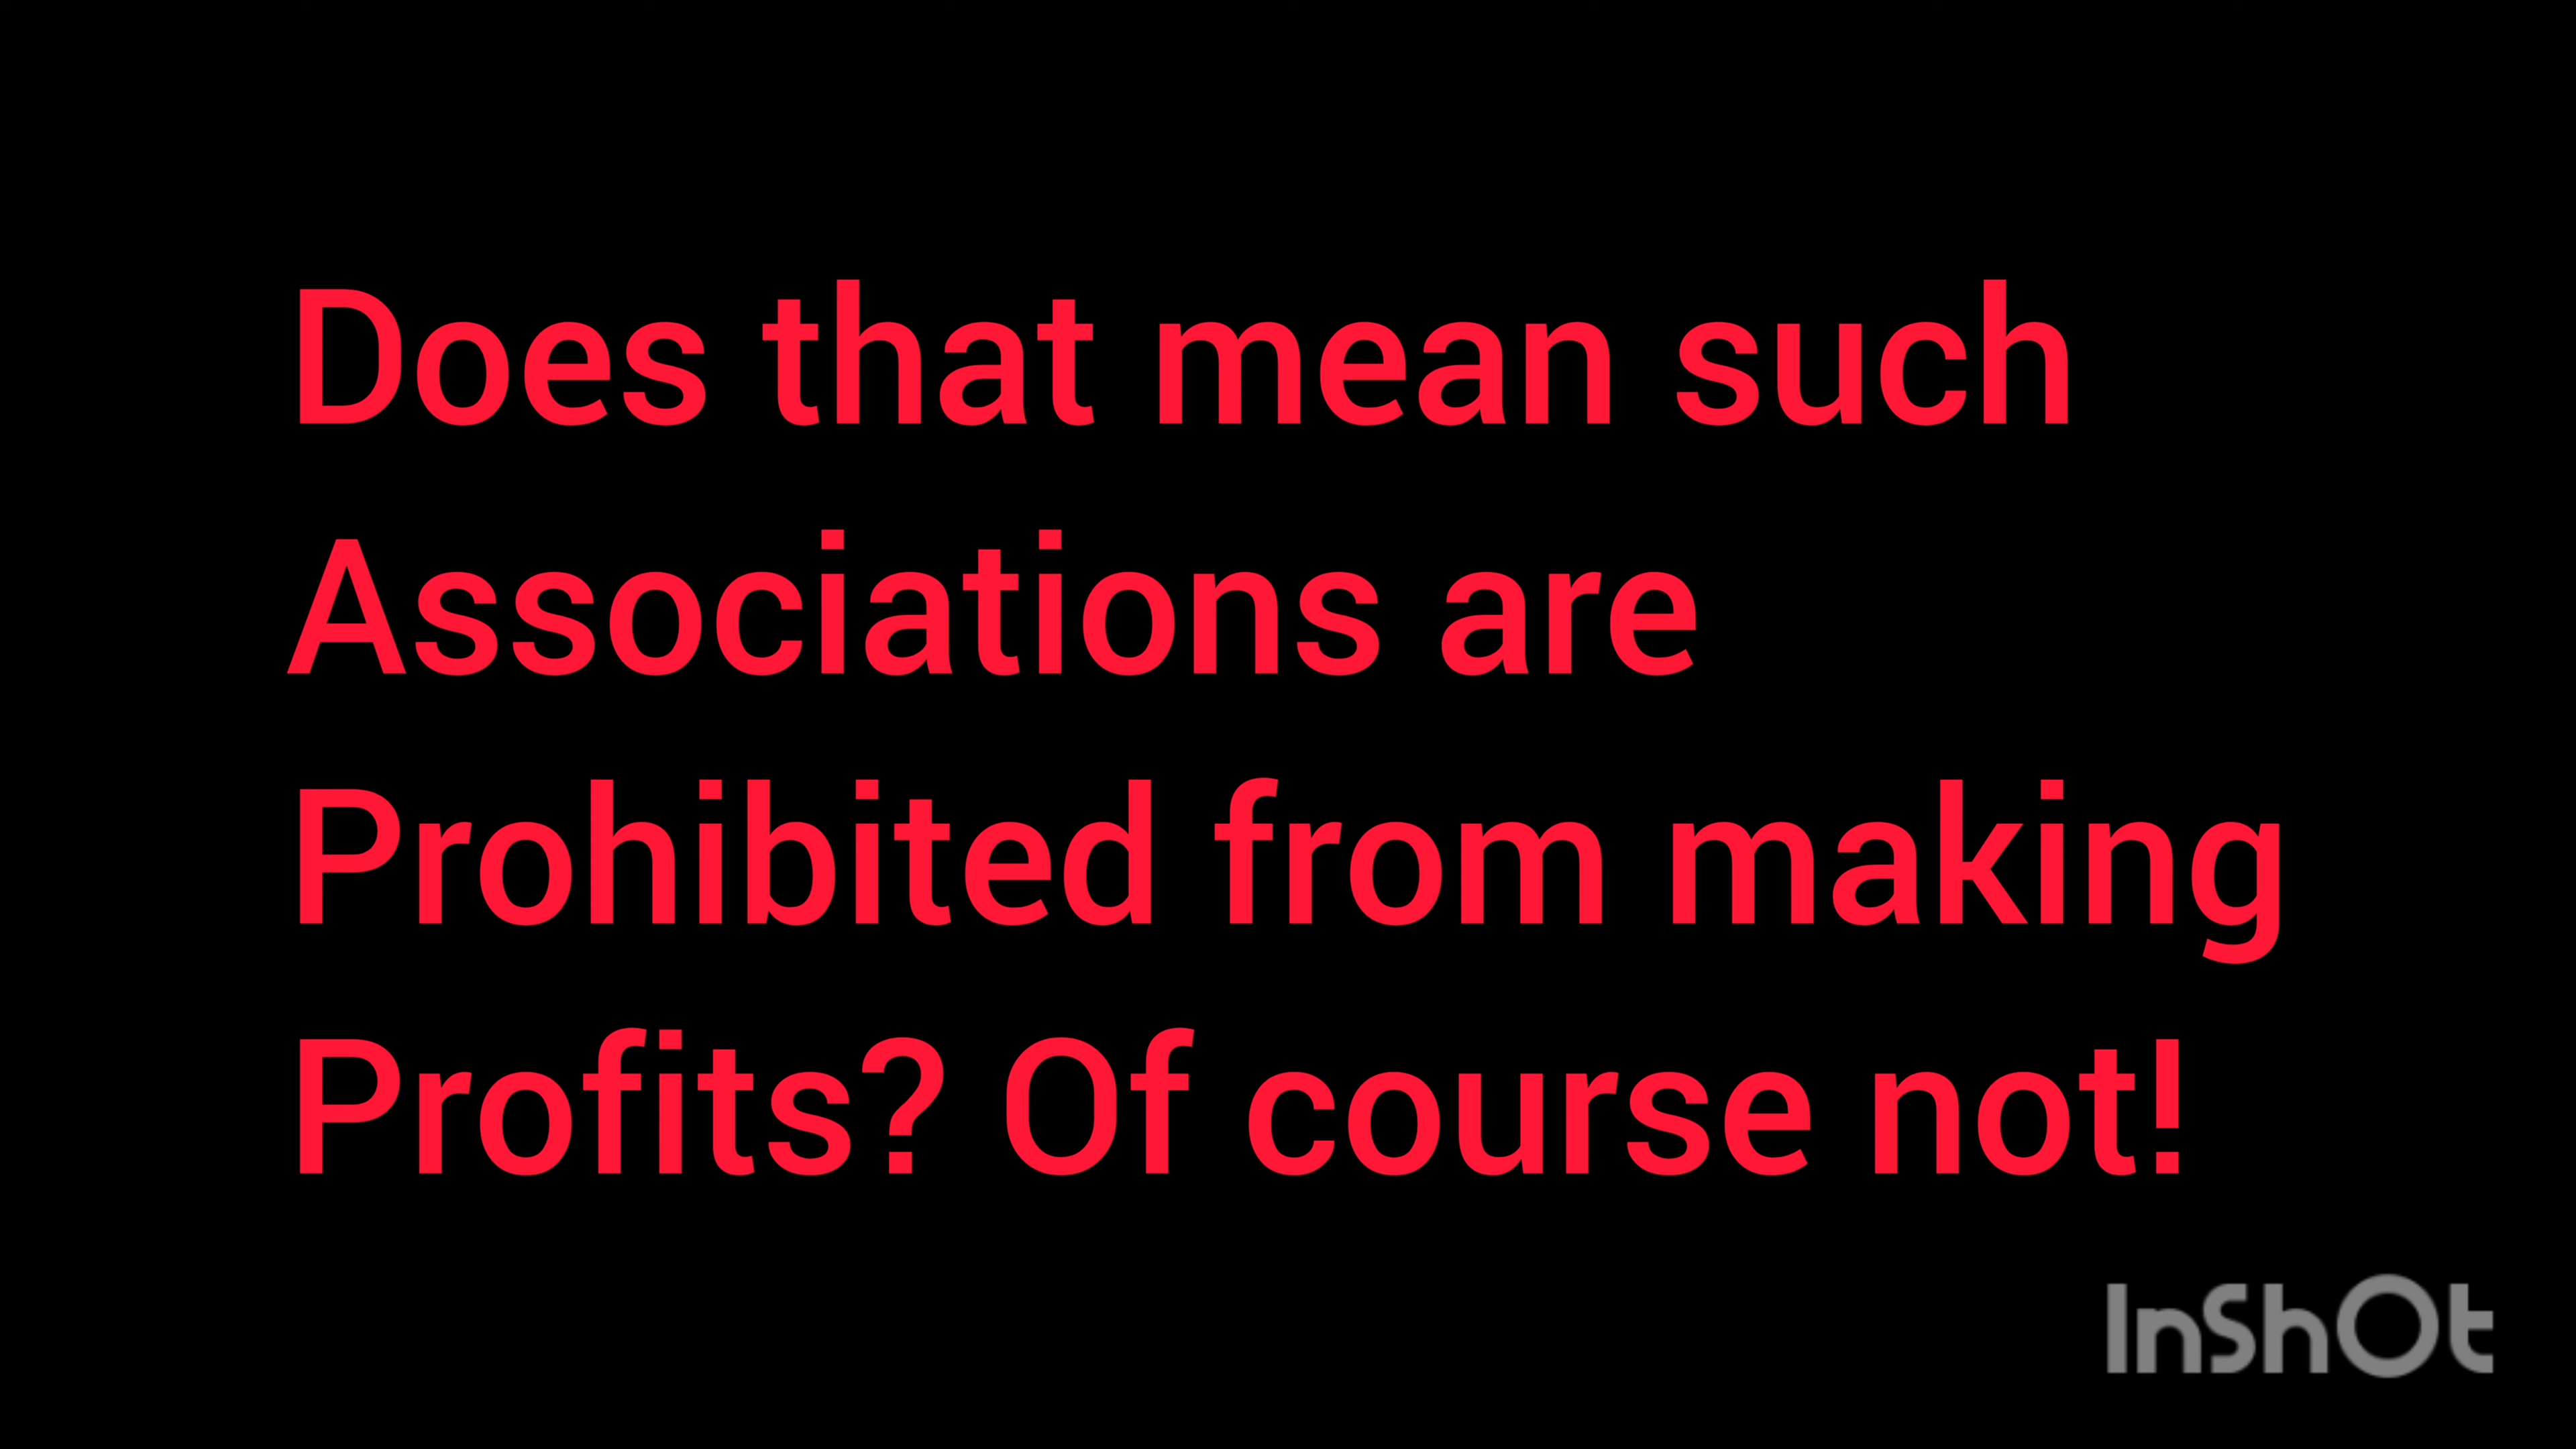 Does that mean such
Associations are
Prohibited from making
Profits? Of course not!
InShOt